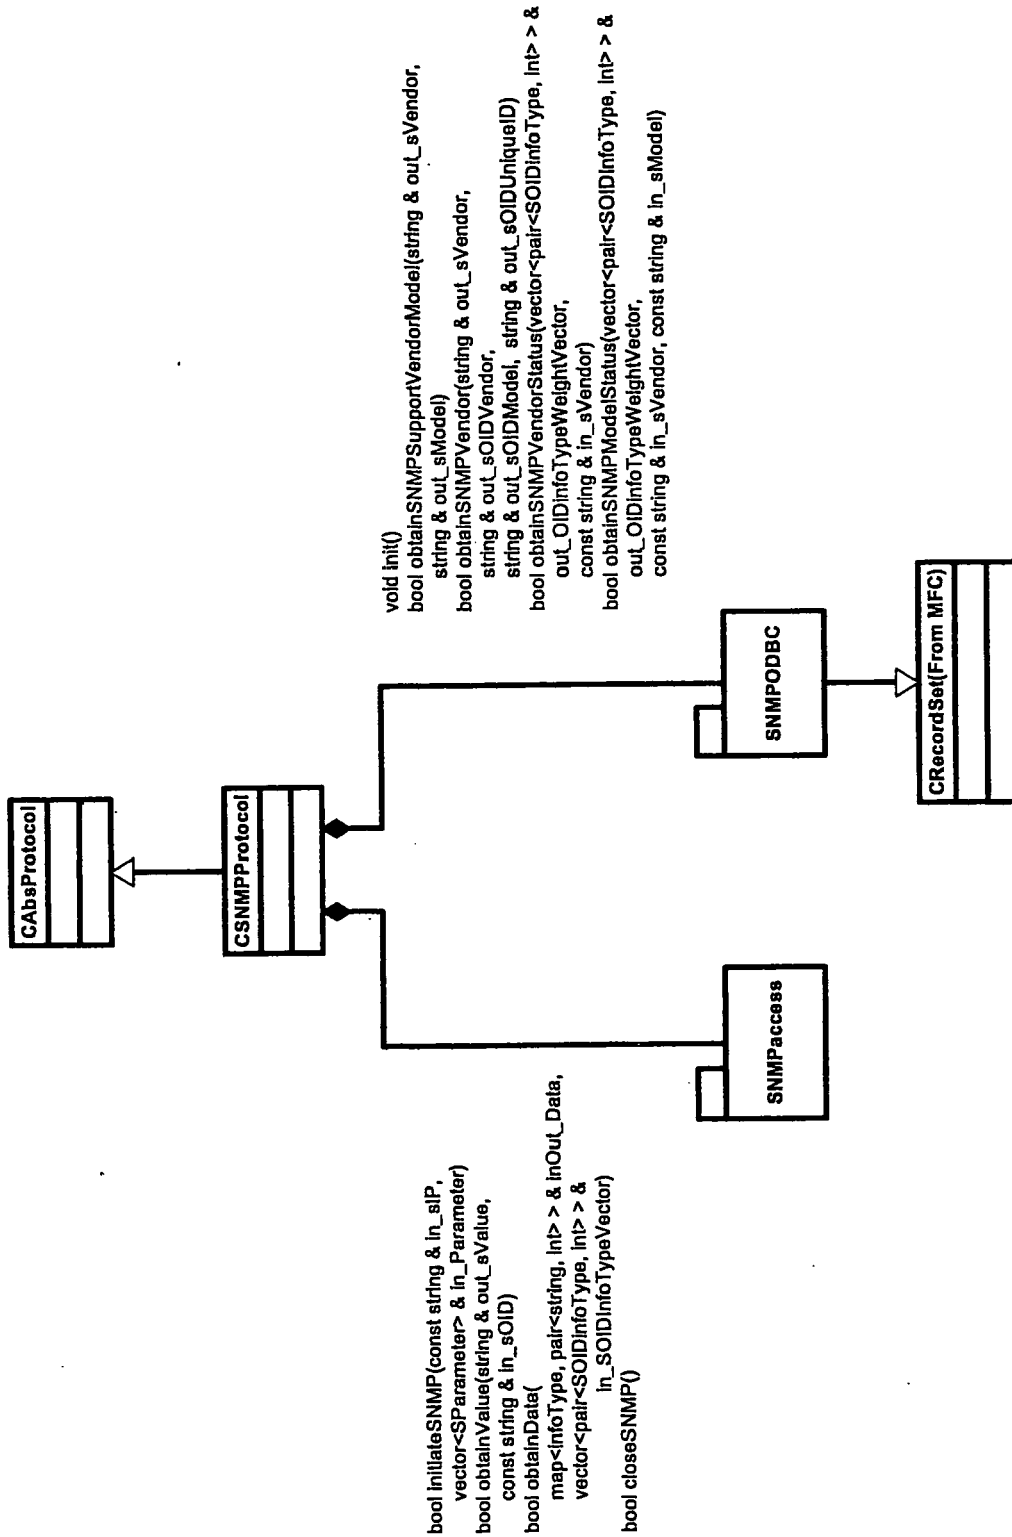 CAbsProtocol
CSNMPProtocol
void init()
bool obtainSNMPSupportVendorModel(string & out_sVendor,
string & out_sModel)
bool obtainSNMPVendor(string & out_sVendor,
string & out_sOIDVendor,
string & out_sOIDModel, string & out_sOIDUniqueID)
bool obtainSNMPVendorStatus(vector<pair<SOIDinfoType, int> > &
out_OIDinfoTypeWeightVector,
const string & in_sVendor)
bool obtainSNMPModelStatus(vector<pair<SOIDInfoType, int> > &
out_OIDinfoTypeWeightVector,
const string & in_sVendor, const string & in_sModel)
bool initiateSNMP(const string & in_sIP,
vector<SParameter> & in_Parameter)
bool obtainValue(string & out_sValue,
const string & in_sOID)
bool obtainData(
map<infoType, pair<string, int> > & inOut_Data,
vector<pair<SOIDinfoType, int> > &
in_SOIDInfoTypeVector)
bool closeSNMP()
SNMPaccess
SNMPODBC
CRecordSet(From MFC)